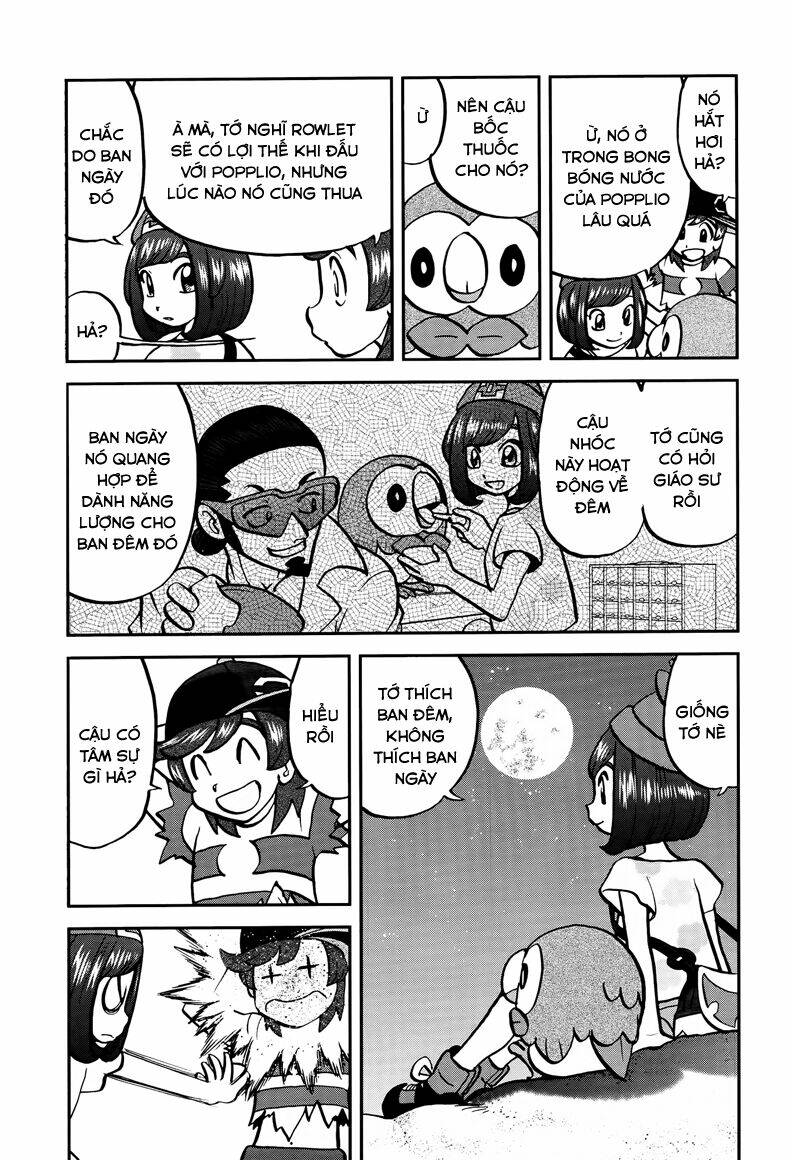 NÓ
HẮT
HƠI
HẢ?
Ừ, NÓ Ở
TRONG BONG
BÓNG NƯỚC
CỦA POPPLIO
LÂU QUÁ
NÊN CẬU
BỐC
THUỐC
CHO NÓ?
Ừ
À MÀ, TỚ NGHĨ ROWLET
SẼ CÓ LỢI THẾ KHI ĐẤU
VỚI POPPLIO, NHƯNG
LÚC NÀO NÓ CŨNG THUA
CHẮC
DO BAN
NGÀY
ĐÓ
HẢ?
TỚ CŨNG
CÓ HỎI
GIÁO SƯ
RỒI
CẬU
NHÓC
NÀY HOẠT
ĐỘNG VỀ
ĐÊM
BAN NGÀY
NÓ QUANG
HỢP ĐỂ
DÀNH NĂNG
LƯỢNG CHO
BAN ĐÊM ĐÓ
GIỐNG
TỚ NÈ
TỚ THÍCH
BAN ĐÊM,
KHÔNG
THÍCH BAN
NGÀY
HIỂU
RỒI
CẬU CÓ
TÂM SỰ
GÌ HẢ?